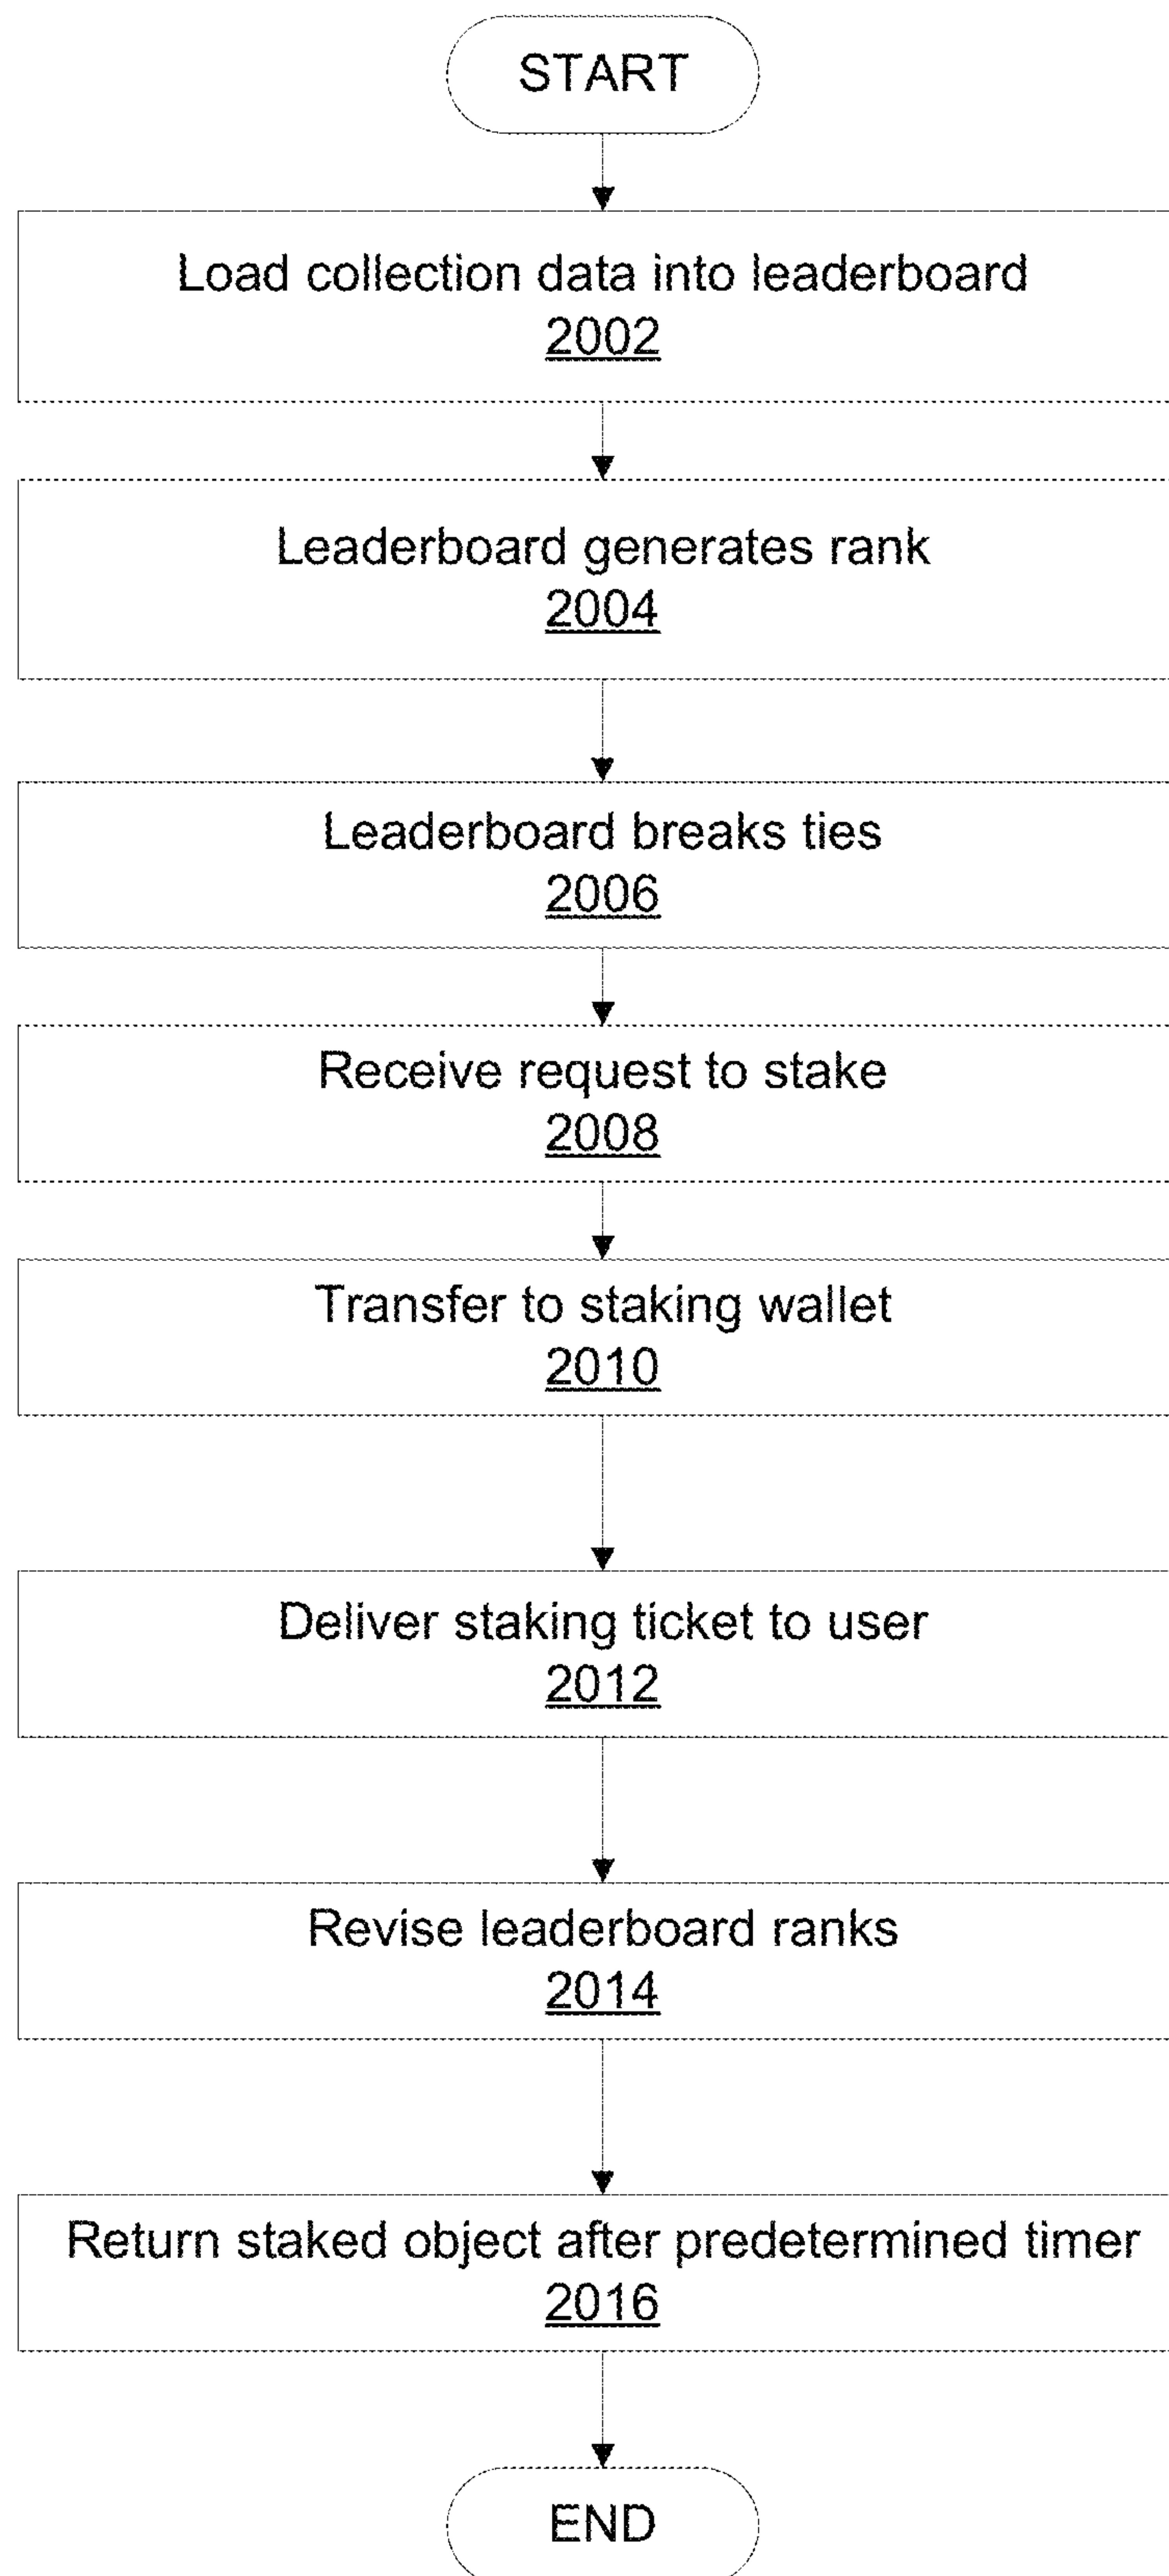 START
Load collection data into leaderboard
2002
Leaderboard generates rank
2004
Leaderboard breaks ties
2006
Receive request to stake
2008
Transfer to staking wallet
2010
Deliver staking ticket to user
2012
Revise leaderboard ranks
2014
Return staked object after predetermined timer
2016
END